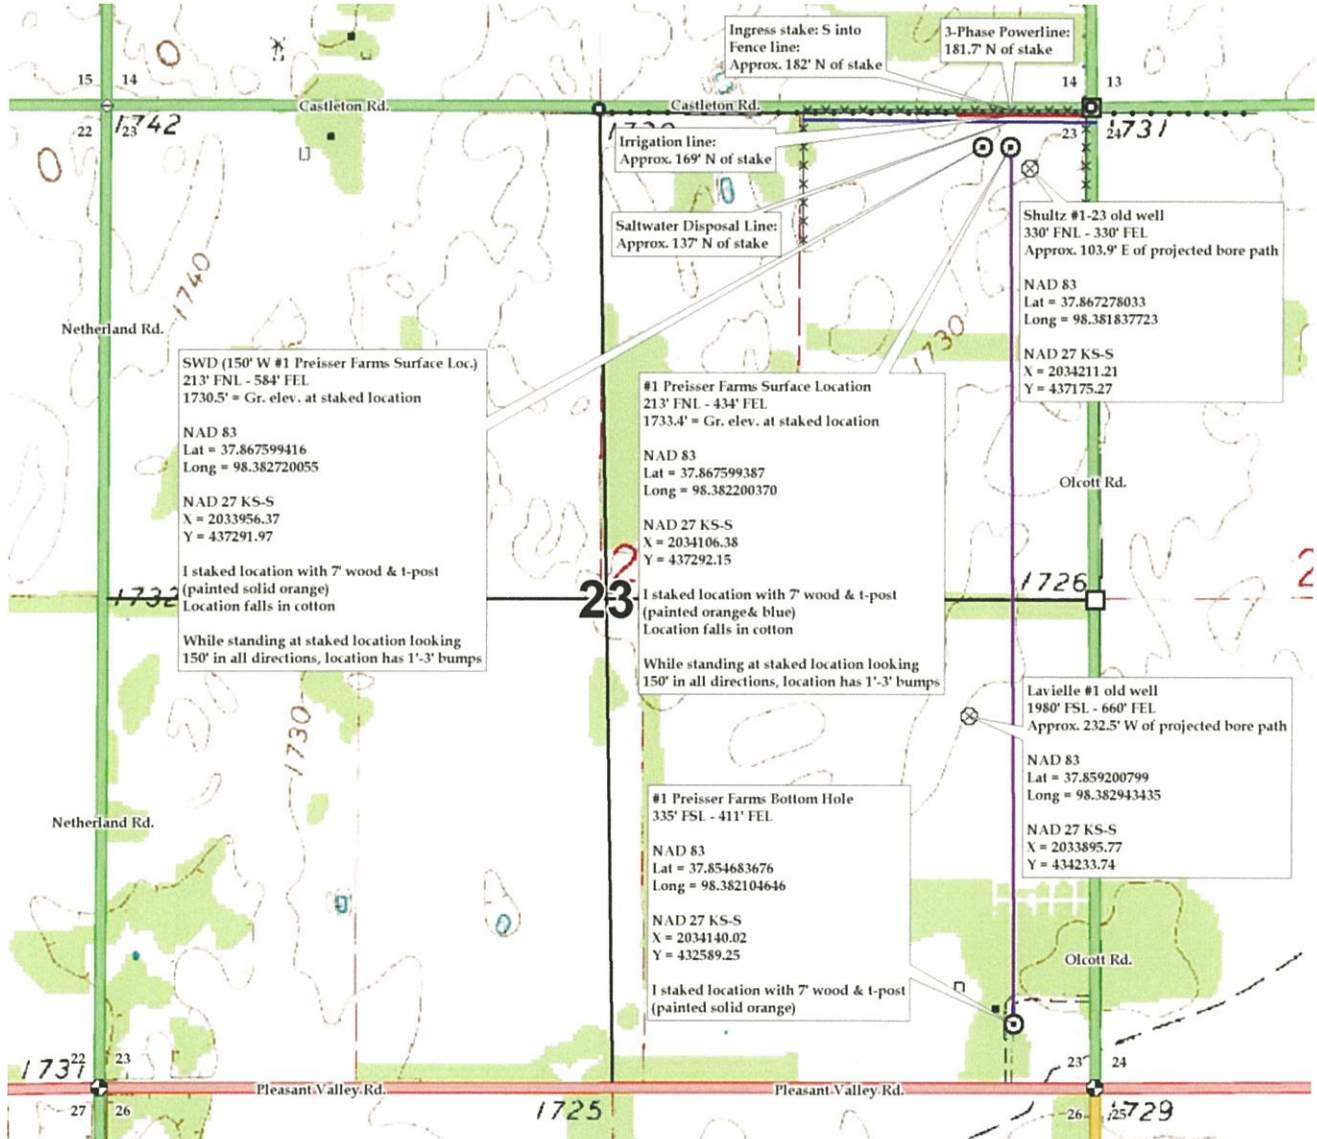 Ingress stake: S into
Fence line:
Approx. 182' N of stake
3-Phase Powerline:
181.7' N of stake
15
14
14
13
Castleton Rd.
Castleton Rd.
22
23
1742
23
24
1731
Irrigation line:
Approx. 169' N of stake
0
0
Saltwater Disposal Line:
Approx. 137' N of stake
Shultz #1-23 old well
330' FNL - 330' FEL
Approx. 103.9' E of projected bore path
NAD 83
Lat = 37.867278033
Long = 98.381837723
NAD 27 KS-S
X = 2034211.21
Y = 437175.27
1740
Netherland Rd.
1730
SWD (150' W #1 Preisser Farms Surface Loc.)
213' FNL - 584' FEL
1730.5' = Gr. elev. at staked location
NAD 83
Lat = 37.867599416
Long = 98.382720055
NAD 27 KS-S
X = 2033956.37
Y = 437291.97
I staked location with 7' wood & t-post
(painted solid orange)
Location falls in cotton
While standing at staked location looking
150' in all directions, location has 1'-3' bumps
#1 Preisser Farms Surface Location
213' FNL - 434' FEL
1733.4' = Gr. elev. at staked location
NAD 83
Lat = 37.867599387
Long = 98.382200370
NAD 27 KS-S
X = 2034106.38
Y = 437292.15
I staked location with 7' wood & t-post
(painted orange& blue)
Location falls in cotton
While standing at staked location looking
150' in all directions, location has 1'-3' bumps
Olcott Rd.
1732
23
1726
2
Lavielle #1 old well
1980' FSL - 660' FEL
Approx. 232.5' W of projected bore path
NAD 83
Lat = 37.859200799
Long = 98.382943435
NAD 27 KS-S
X = 2033895.77
Y = 434233.74
1730
Netherland Rd.
#1 Preisser Farms Bottom Hole
335' FSL - 411' FEL
NAD 83
Lat = 37.854683676
Long = 98.382104646
NAD 27 KS-S
X = 2034140.02
Y = 432589.25
I staked location with 7' wood & t-post
(painted solid orange)
Olcott Rd.
1731
22
23
23
24
Pleasant Valley Rd.
Pleasant Valley Rd.
27
26
1725
26
25
1729